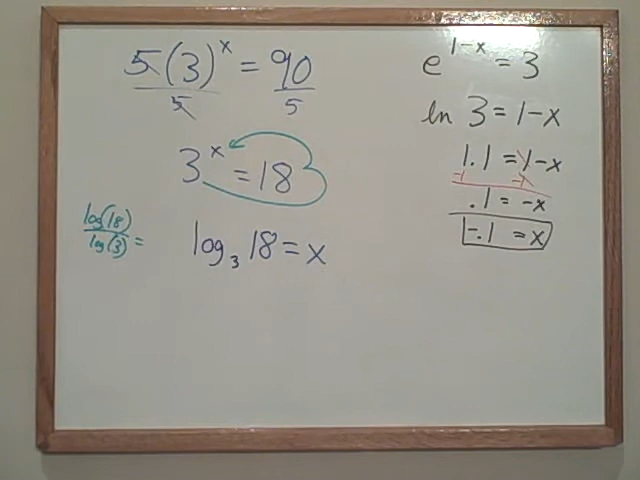 5(3)^x = 90
5 5
3^x = 18
log(18)
log(3) =
log₃ 18 = x
e^(1-x) = 3
ln 3 = 1-x
1.1 = 1-x
-1 -1
.1 = -x
-.1 = x